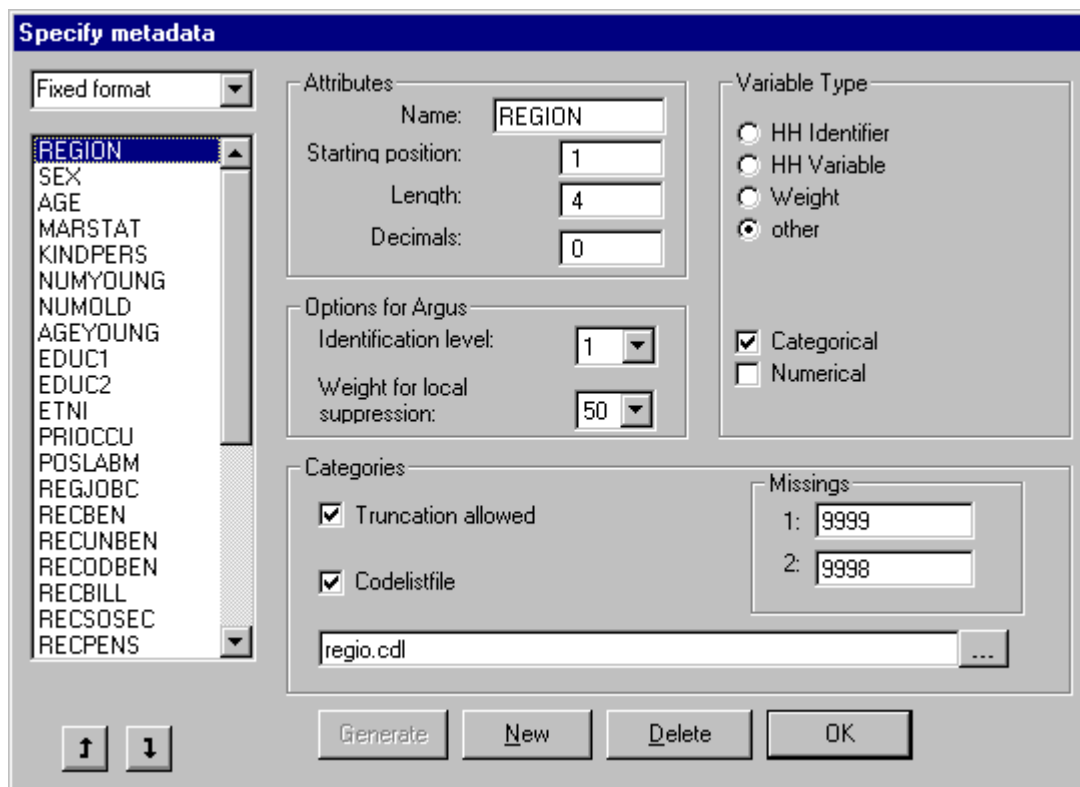 Specify metadata
Fixed format
REGION
SEX
AGE
MARSTAT
KINDPERS
NUMYOUNG
NUMOLD
AGEYOUNG
EDUC1
EDUC2
ETNI
PRIOCCU
POSLABM
REGJOBC
RECBEN
RECUNBEN
RECODBEN
RECBILL
RECSOSEC
RECPENS
Attributes
Name: REGION
Starting position: 1
Length: 4
Decimals: 0
Options for Argus
Identification level: 1
Weight for local
suppression: 50
Variable Type
HH Identifier
HH Variable
Weight
other
Categorical
Numerical
Categories
Truncation allowed
Codelistfile
Missings
1: 9999
2: 9998
regio.cdl ...
Generate New Delete OK